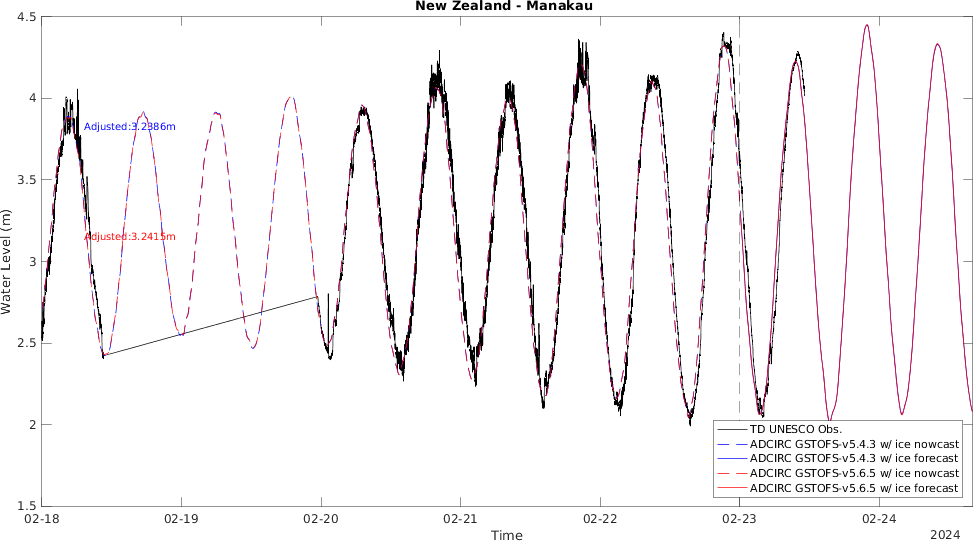 New Zealand - Manakau
4.5
4
3.5
3
2.5
2
1.5
Water Level (m)
Adjusted:3.2386m
Adjusted:3.2415m
TD UNESCO Obs.
ADCIRC GSTOFS-v5.4.3 w/ ice nowcast
ADCIRC GSTOFS-v5.4.3 w/ ice forecast
ADCIRC GSTOFS-v5.6.5 w/ ice nowcast
ADCIRC GSTOFS-v5.6.5 w/ ice forecast
02-18 02-19 02-20 02-21 02-22 02-23 02-24
Time
2024